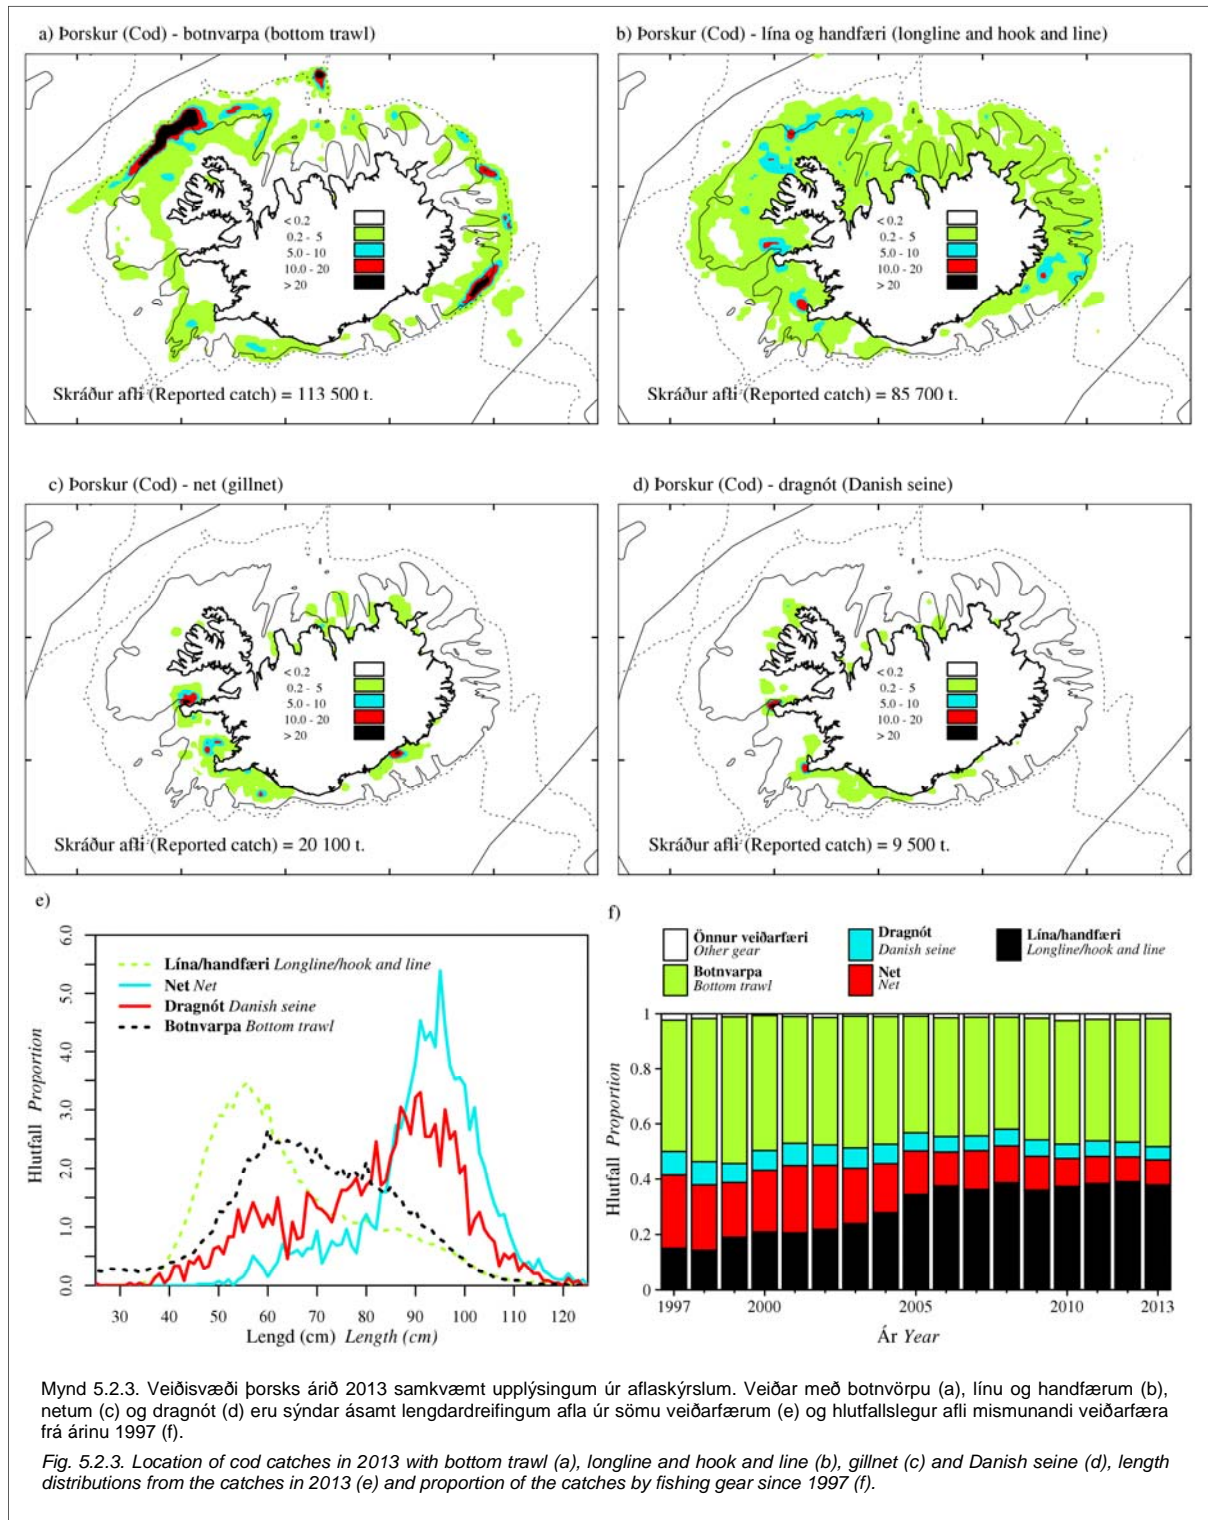 a) Þorskur (Cod) - botnvarpa (bottom trawl)
< 0.2
0.2 - 5
5.0 - 10
10.0 - 20
> 20
Skráður afli (Reported catch) = 113 500 t.
b) Þorskur (Cod) - lína og handfæri (longline and hook and line)
< 0.2
0.2 - 5
5.0 - 10
10.0 - 20
> 20
Skráður afli (Reported catch) = 85 700 t.
c) Þorskur (Cod) - net (gillnet)
< 0.2
0.2 - 5
5.0 - 10
10.0 - 20
> 20
Skráður afli (Reported catch) = 20 100 t.
d) Þorskur (Cod) - dragnót (Danish seine)
< 0.2
0.2 - 5
5.0 - 10
10.0 - 20
> 20
Skráður afli (Reported catch) = 9 500 t.
e)
Hlutfall Proportion
6.0
5.0
4.0
3.0
2.0
1.0
0.0
Lína/handfæri Longline/hook and line
Net Net
Dragnót Danish seine
Botnvarpa Bottom trawl
30 40 50 60 70 80 90 100 110 120
Lengd (cm) Length (cm)
f)
Önnur veiðarfæri
Other gear
Botnvarpa
Bottom trawl
Dragnót
Danish seine
Net
Net
Lína/handfæri
Longline/hook and line
Hlutfall Proportion
1
0.8
0.6
0.4
0.2
0
1997 2000 2005 2010 2013
Ár Year
Mynd 5.2.3. Veiðisvæði þorsks árið 2013 samkvæmt upplýsingum úr aflaskýrslum. Veiðar með botnvörpu (a), línu og handfærum (b),
netum (c) og dragnót (d) eru sýndar ásamt lengdardreifingum afla úr sömu veiðarfærum (e) og hlutfallslegur afli mismunandi veiðarfæra
frá árinu 1997 (f).
Fig. 5.2.3. Location of cod catches in 2013 with bottom trawl (a), longline and hook and line (b), gillnet (c) and Danish seine (d), length
distributions from the catches in 2013 (e) and proportion of the catches by fishing gear since 1997 (f).